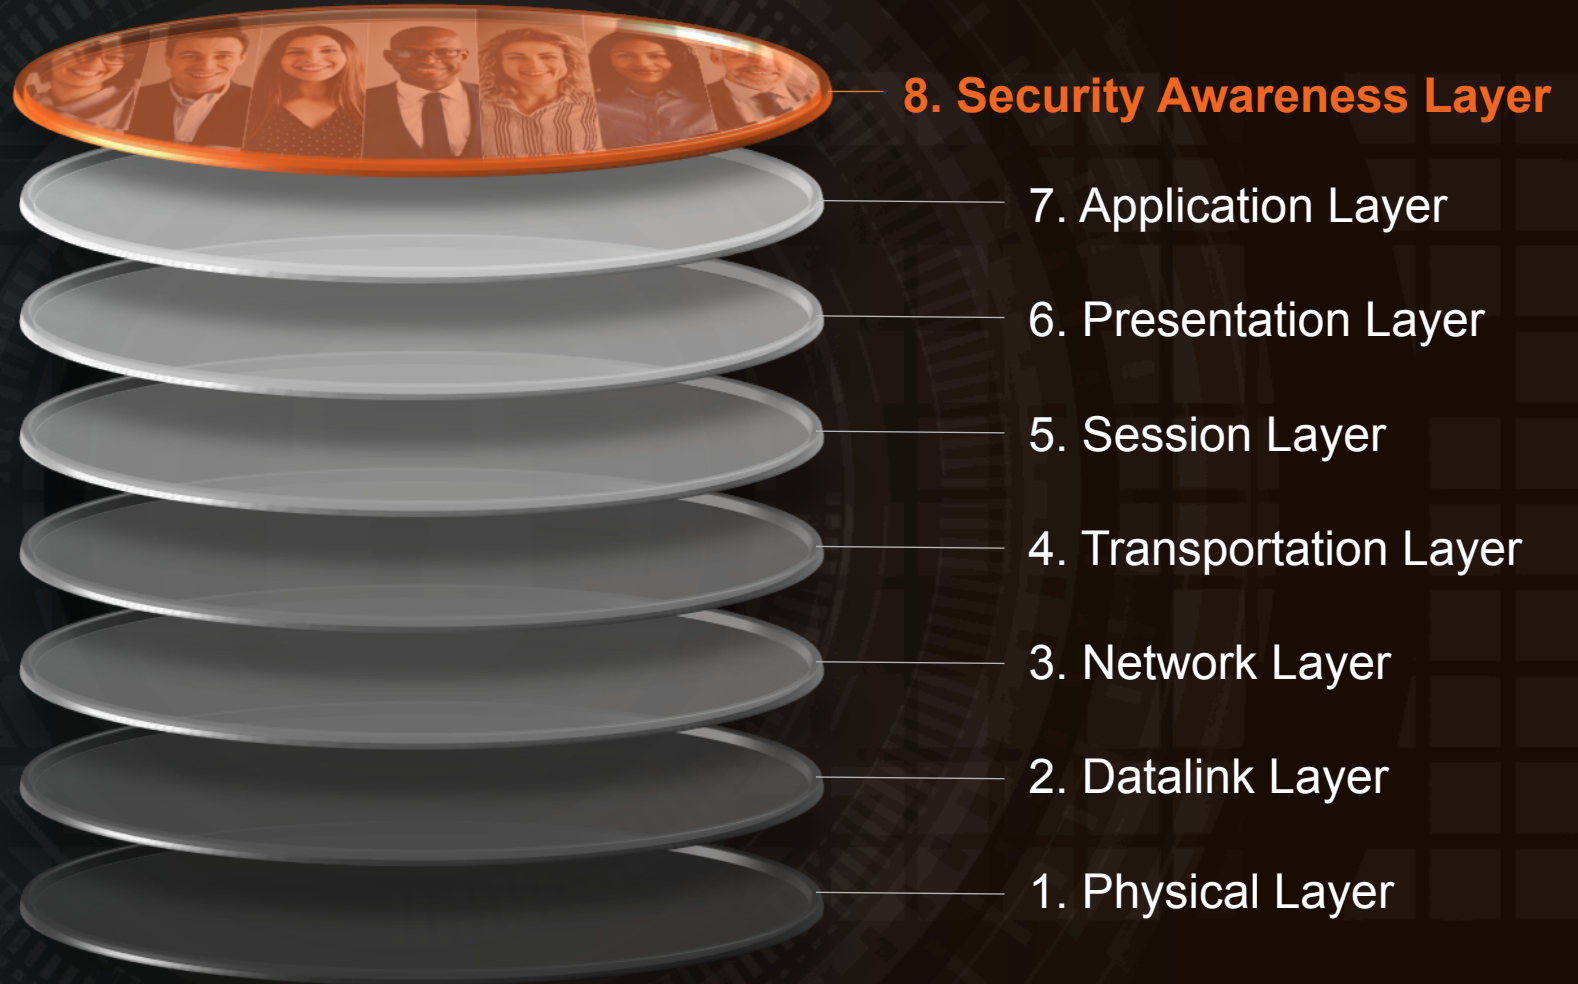 8. Security Awareness Layer
7. Application Layer
6. Presentation Layer
5. Session Layer
4. Transportation Layer
3. Network Layer
2. Datalink Layer
1. Physical Layer